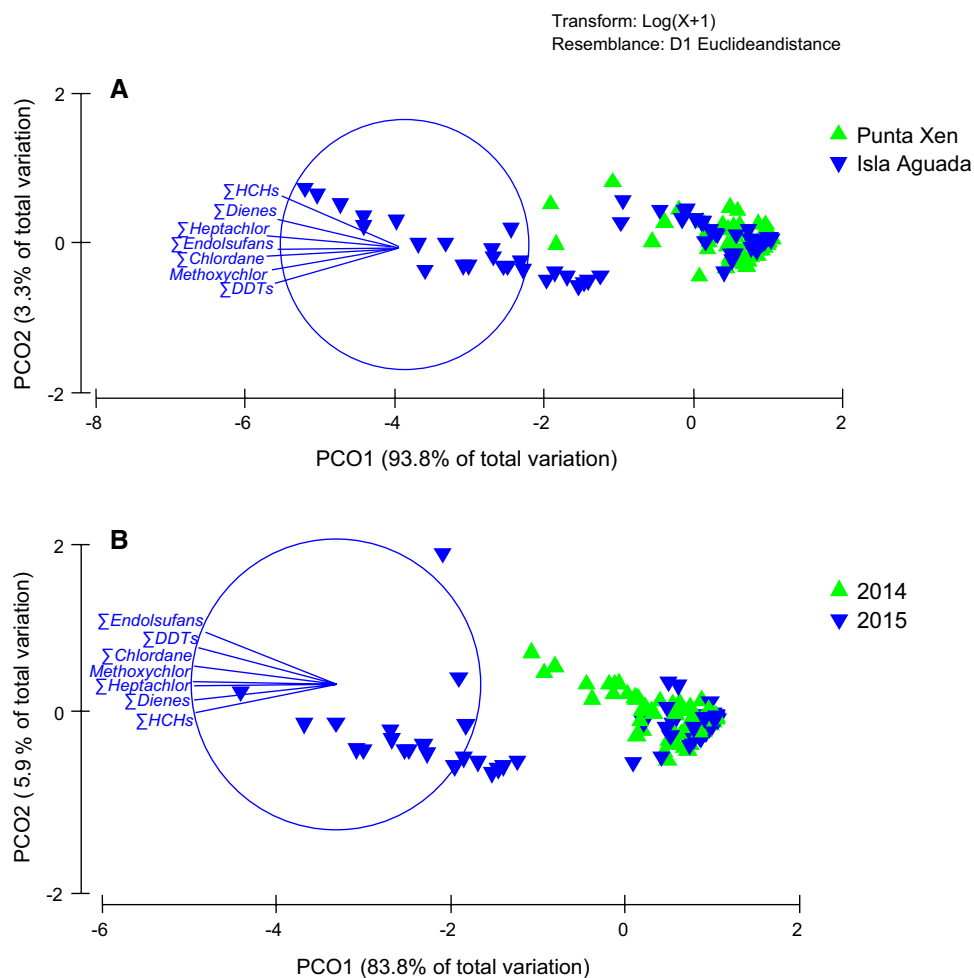 Transform: Log(X+1)
Resemblance: D1 Euclideandistance
A
2
0
-2
PCO2 (3.3% of total variation)
∑HCHs
∑Dienes
∑Heptachlor
∑Endolsufans
∑Chlordane
Methoxychlor
∑DDTs
Punta Xen
Isla Aguada
-8
-6
-4
-2
0
2
PCO1 (93.8% of total variation)
B
2
0
-2
PCO2 ( 5.9 % of total variation)
∑Endolsufans
∑DDTs
∑Chlordane
Methoxychlor
∑Heptachlor
∑Dienes
∑HCHs
2014
2015
-6
-4
-2
0
2
PCO1 (83.8% of total variation)